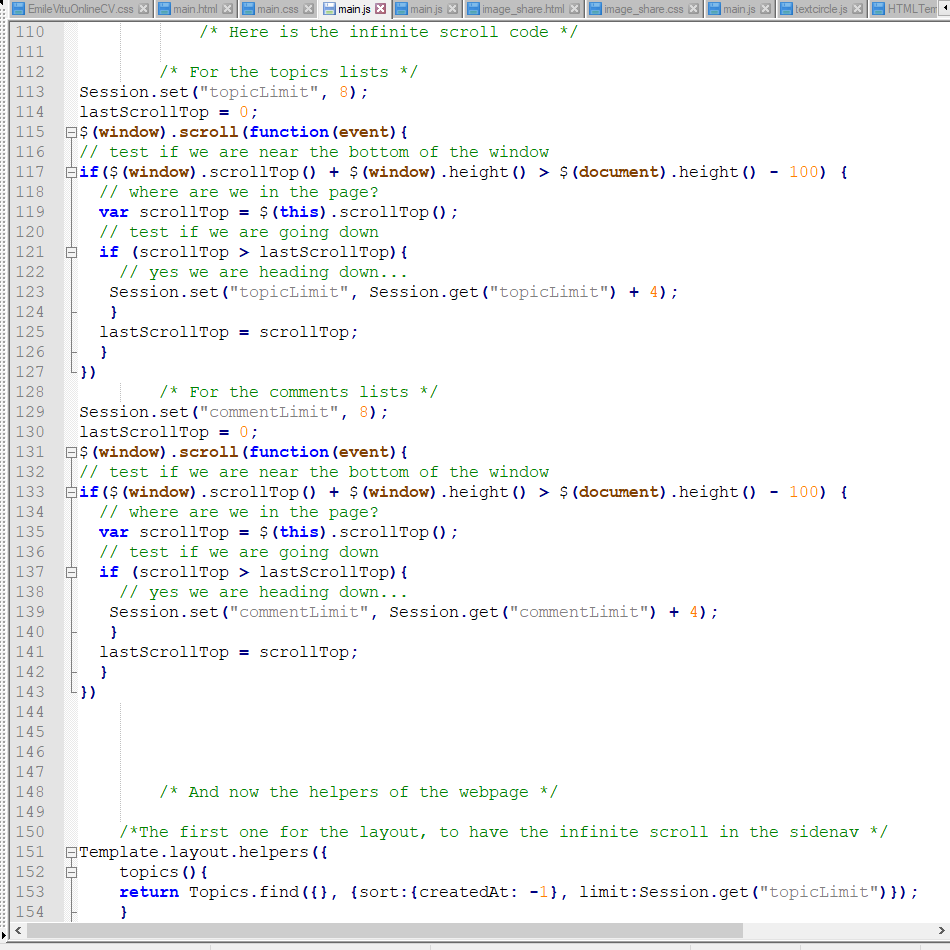 EmileVituOnlineCV.css main.html main.css main.js main.js image_share.html image_share.css main.js textcircle.js HTMLTem
110 /* Here is the infinite scroll code */
111
112 /* For the topics lists */
113 Session.set("topicLimit", 8);
114 lastScrollTop = 0;
115 $(window).scroll(function(event){
116 // test if we are near the bottom of the window
117 if($(window).scrollTop() + $(window).height() > $(document).height() - 100) {
118 // where are we in the page?
119 var scrollTop = $(this).scrollTop();
120 // test if we are going down
121 if (scrollTop > lastScrollTop){
122 // yes we are heading down...
123 Session.set("topicLimit", Session.get("topicLimit") + 4);
124 }
125 lastScrollTop = scrollTop;
126 }
127 })
128 /* For the comments lists */
129 Session.set("commentLimit", 8);
130 lastScrollTop = 0;
131 $(window).scroll(function(event){
132 // test if we are near the bottom of the window
133 if($(window).scrollTop() + $(window).height() > $(document).height() - 100) {
134 // where are we in the page?
135 var scrollTop = $(this).scrollTop();
136 // test if we are going down
137 if (scrollTop > lastScrollTop){
138 // yes we are heading down...
139 Session.set("commentLimit", Session.get("commentLimit") + 4);
140 }
141 lastScrollTop = scrollTop;
142 }
143 })
144
145
146
147
148 /* And now the helpers of the webpage */
149
150 /*The first one for the layout, to have the infinite scroll in the sidenav */
151 Template.layout.helpers({
152 topics(){
153 return Topics.find({}, {sort:{createdAt: -1}, limit:Session.get("topicLimit")});
154 }